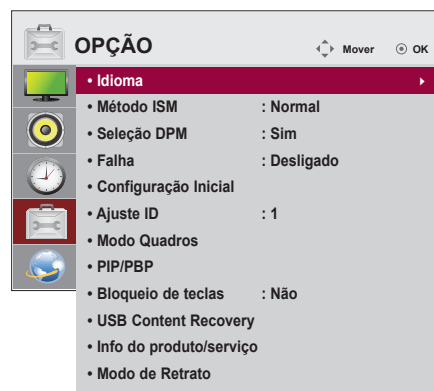 OPÇÃO Mover OK
• Idioma
• Método ISM : Normal
• Seleção DPM : Sim
• Falha : Desligado
• Configuração Inicial
• Ajuste ID : 1
• Modo Quadros
• PIP/PBP
• Bloqueio de teclas : Não
• USB Content Recovery
• Info do produto/serviço
• Modo de Retrato